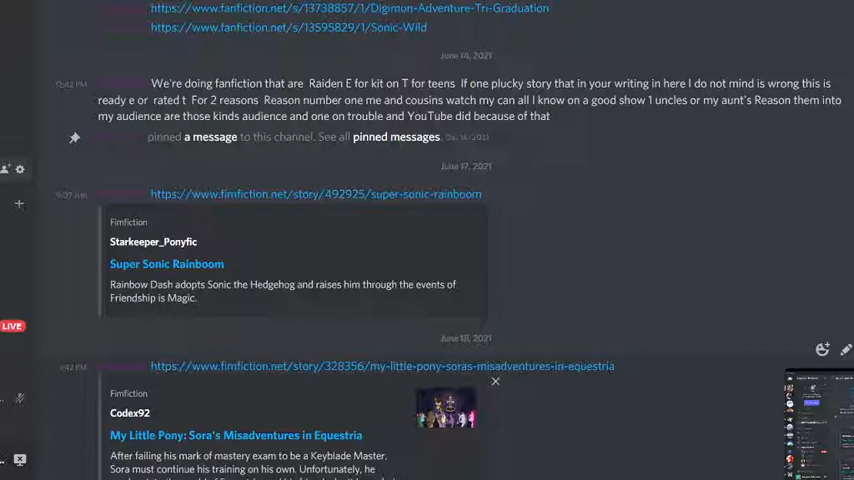 https://www.fanfiction.net/s/13738857/1/Digimon-Adventure-Tri-Graduation
https://www.fanfiction.net/s/13595829/1/Sonic-Wild
June 14, 2021
12:42 PM We're doing fanfiction that are Raiden E for kit on T for teens If one plucky story that in your writing in here I do not mind is wrong this is
ready e or rated t For 2 reasons Reason number one me and cousins watch my can all I know on a good show 1 uncles or my aunt's Reason them into
my audience are those kinds audience and one on trouble and YouTube did because of that
pinned a message to this channel. See all pinned messages. 06/14/2021
June 17, 2021
https://www.fimfiction.net/story/492925/super-sonic-rainboom
Fimfiction
Starkeeper_Ponyfic
Super Sonic Rainboom
Rainbow Dash adopts Sonic the Hedgehog and raises him through the events of
Friendship is Magic.
LIVE
June 18, 2021
https://www.fimfiction.net/story/328356/my-little-pony-soras-misadventures-in-equestria
Fimfiction
Codex92
My Little Pony: Sora's Misadventures in Equestria
After failing his mark of mastery exam to be a Keyblade Master,
Sora must continue his training on his own. Unfortunately, he